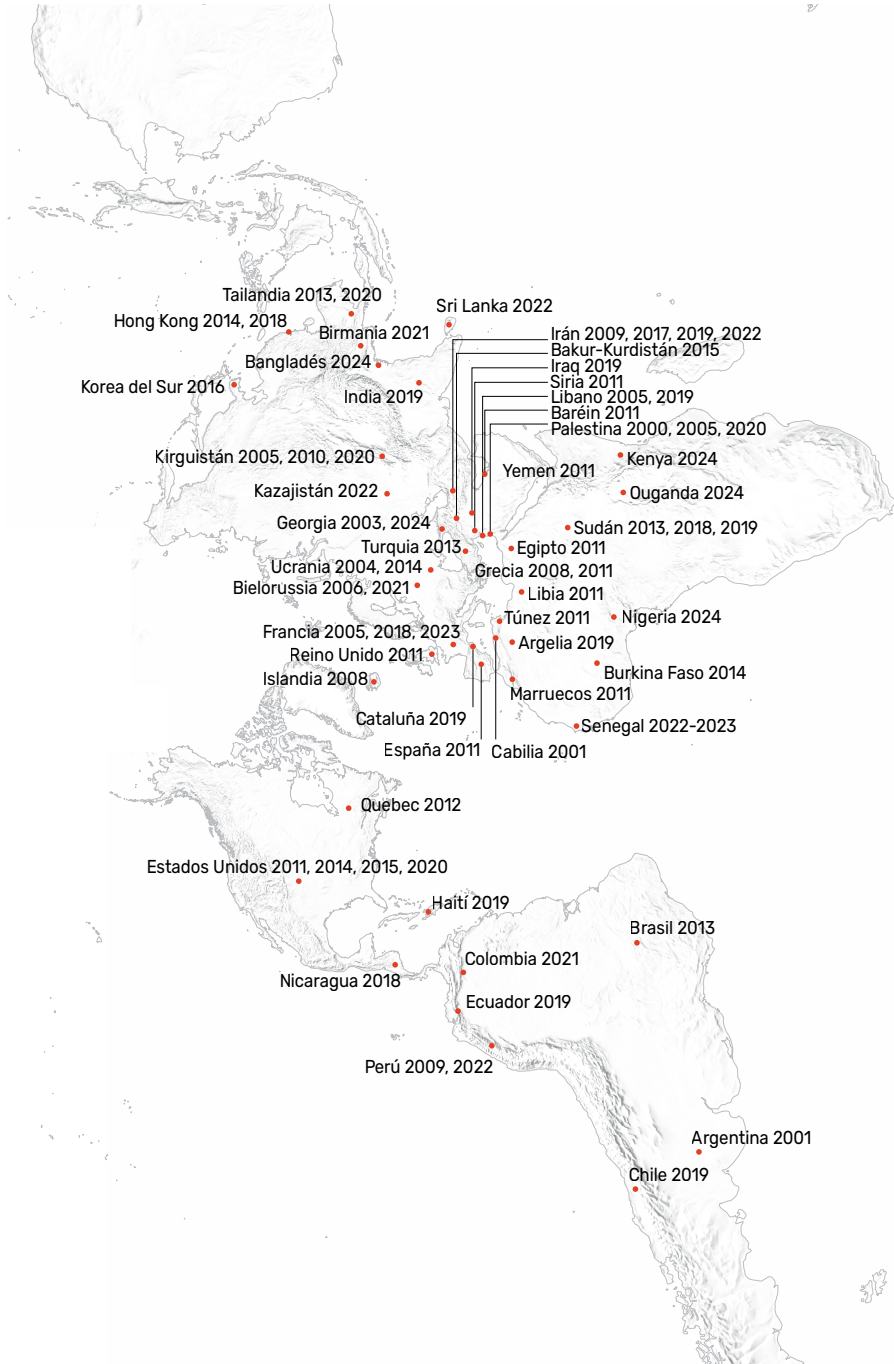 Tailandia 2013, 2020
Sri Lanka 2022
Hong Kong 2014, 2018
Birmania 2021
Irán 2009, 2017, 2019, 2022
Bakur-Kurdistán 2015
Bangladés 2024
Iraq 2019
Siria 2011
Korea del Sur 2016
India 2019
Libano 2005, 2019
Baréin 2011
Palestina 2000, 2005, 2020
Kirguistán 2005, 2010, 2020
Kenya 2024
Yemen 2011
Kazajistán 2022
Ouganda 2024
Georgia 2003, 2024
Sudán 2013, 2018, 2019
Turquia 2013
Egipto 2011
Ucrania 2004, 2014
Grecia 2008, 2011
Bielorussia 2006, 2021
Libia 2011
Túnez 2011
Nigeria 2024
Francia 2005, 2018, 2023
Argelia 2019
Reino Unido 2011
Burkina Faso 2014
Islandia 2008
Marruecos 2011
Cataluña 2019
Senegal 2022-2023
España 2011
Cabilia 2001
Quebec 2012
Estados Unidos 2011, 2014, 2015, 2020
Haití 2019
Brasil 2013
Colombia 2021
Nicaragua 2018
Ecuador 2019
Perú 2009, 2022
Argentina 2001
Chile 2019